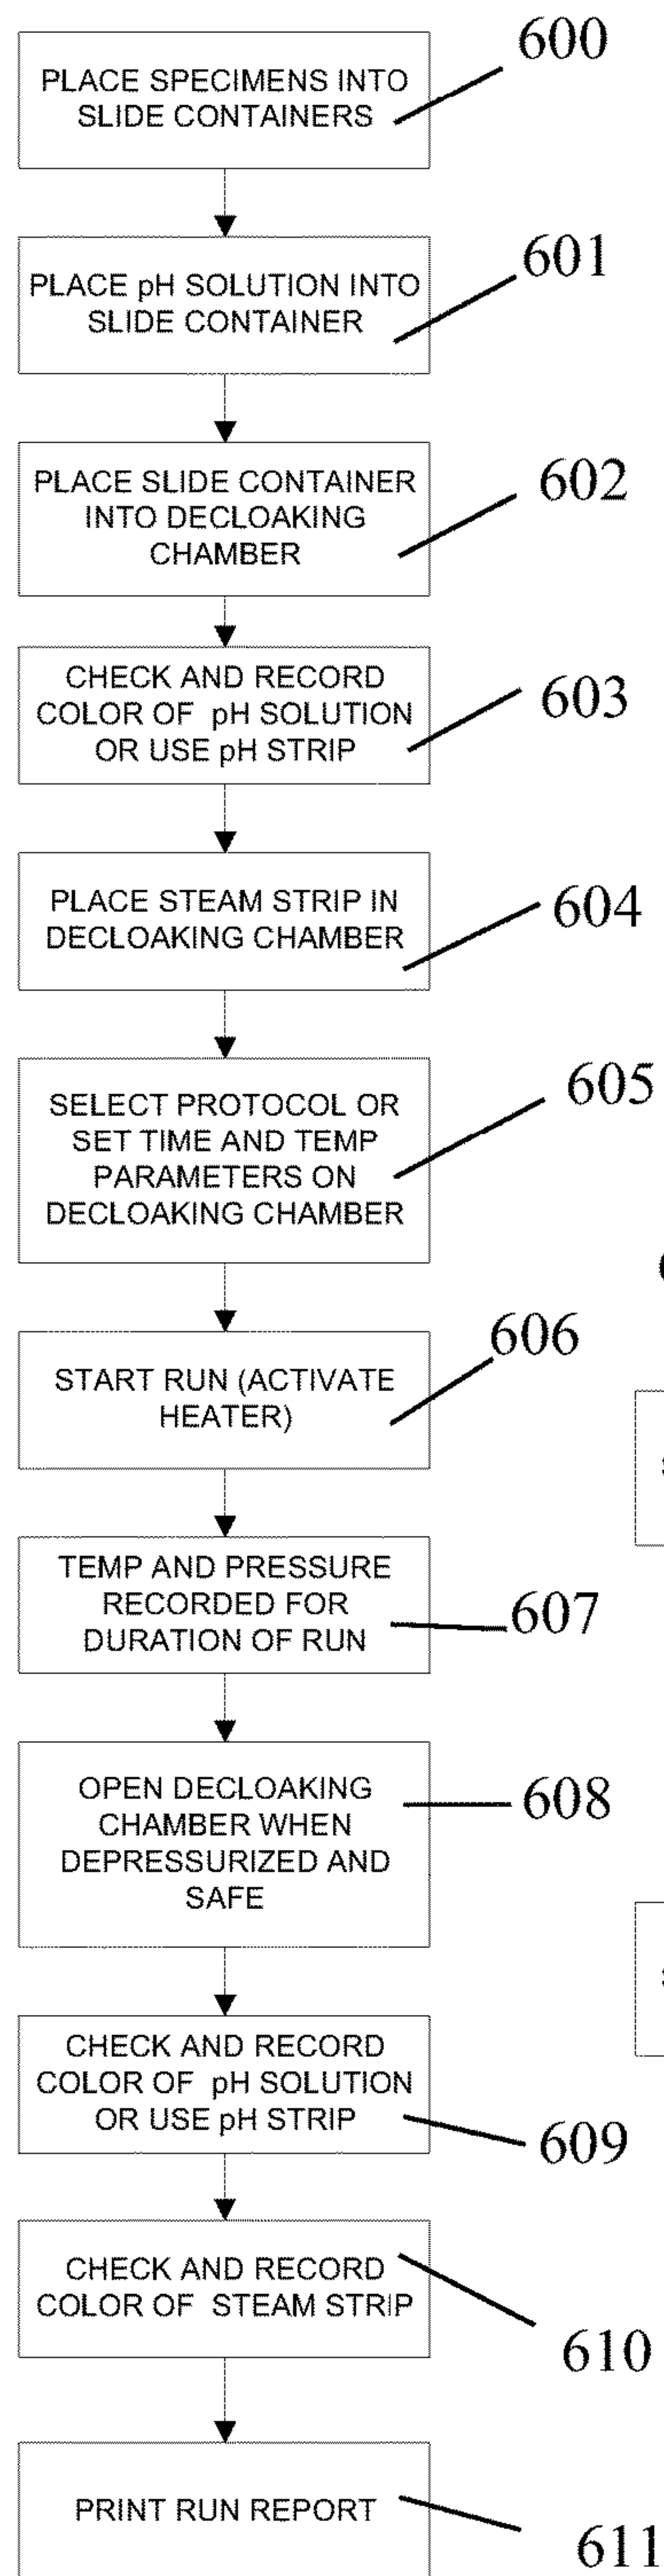 600
PLACE SPECIMENS INTO
SLIDE CONTAINERS
601
PLACE pH SOLUTION INTO
SLIDE CONTAINER
602
PLACE SLIDE CONTAINER
INTO DECLOAKING
CHAMBER
603
CHECK AND RECORD
COLOR OF pH SOLUTION
OR USE pH STRIP
604
PLACE STEAM STRIP IN
DECLOAKING CHAMBER
605
SELECT PROTOCOL OR
SET TIME AND TEMP
PARAMETERS ON
DECLOAKING CHAMBER
606
START RUN (ACTIVATE
HEATER)
607
TEMP AND PRESSURE
RECORDED FOR
DURATION OF RUN
608
OPEN DECLOAKING
CHAMBER WHEN
DEPRESSURIZED AND
SAFE
609
CHECK AND RECORD
COLOR OF pH SOLUTION
OR USE pH STRIP
610
CHECK AND RECORD
COLOR OF STEAM STRIP
611
PRINT RUN REPORT